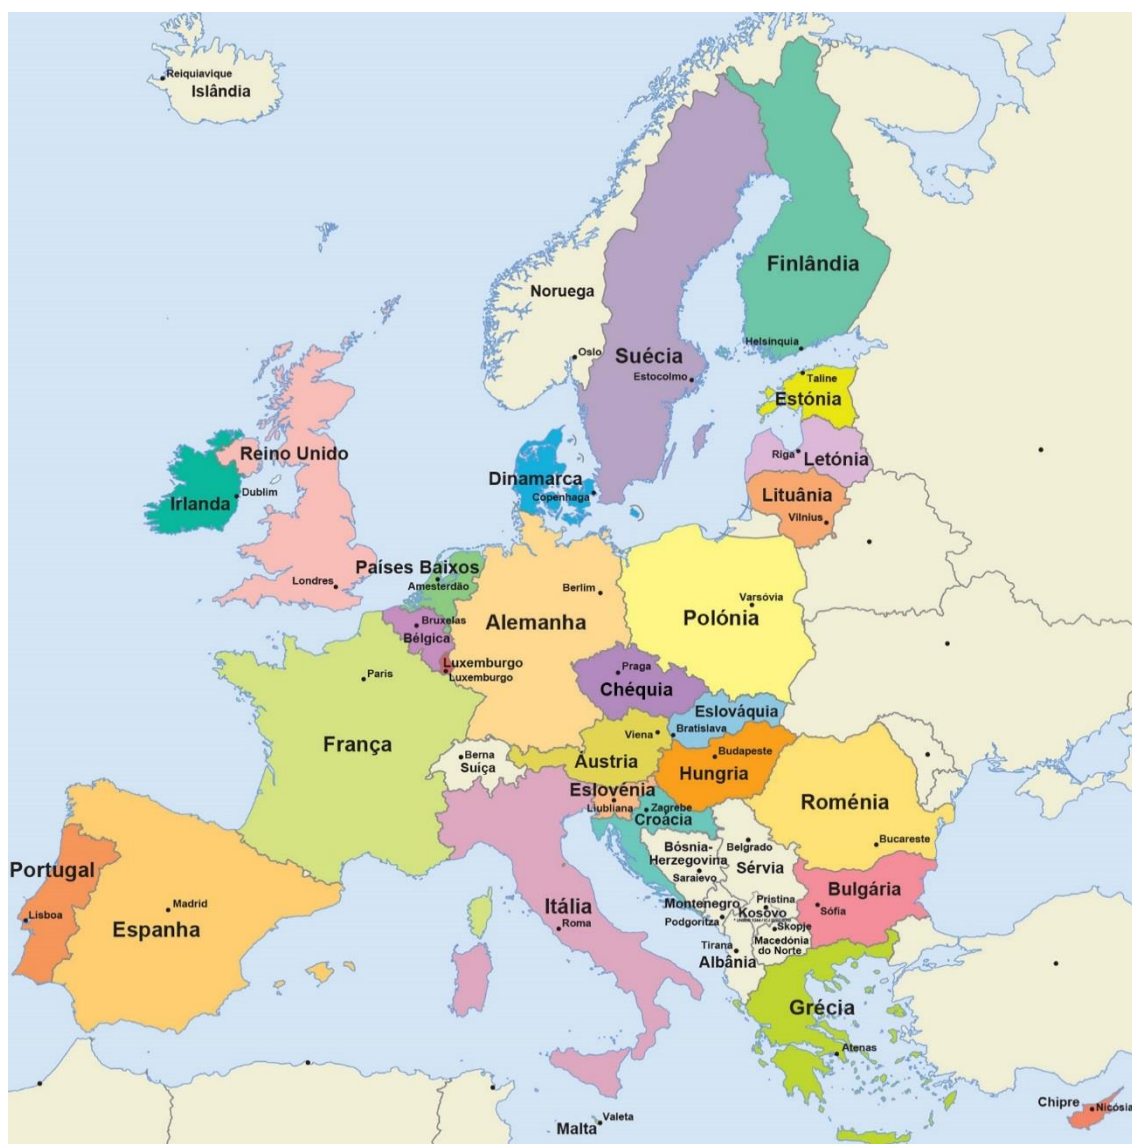 Reiquiavique
Islândia
Finlândia
Noruega
Helsínquia
Oslo
Suécia
Estocolmo
Taline
Estónia
Reino Unido
Riga
Letónia
Dinamarca
Copenhaga
Dublim
Irlanda
Lituânia
Vilnius
Países Baixos
Amesterdão
Londres
Berlim
Varsóvia
Polónia
Bruxelas
Bélgica
Alemanha
Luxemburgo
Luxemburgo
Praga
Chéquia
Paris
França
Eslováquia
Bratislava
Viena
Áustria
Berna
Suíça
Budapeste
Hungria
Eslovénia
Liubliana
Zagrebe
Croácia
Roménia
Bucareste
Bósnia-
Herzegovina
Saraievo
Belgrado
Sérvia
Portugal
Lisboa
Madrid
Espanha
Itália
Roma
Montenegro
Podgoritza
Pristina
Kosovo
Bulgária
Sófia
Skopje
Macedónia
do Norte
Tirana
Albânia
Grécia
Atenas
Malta
Valeta
Chipre
Nicósia